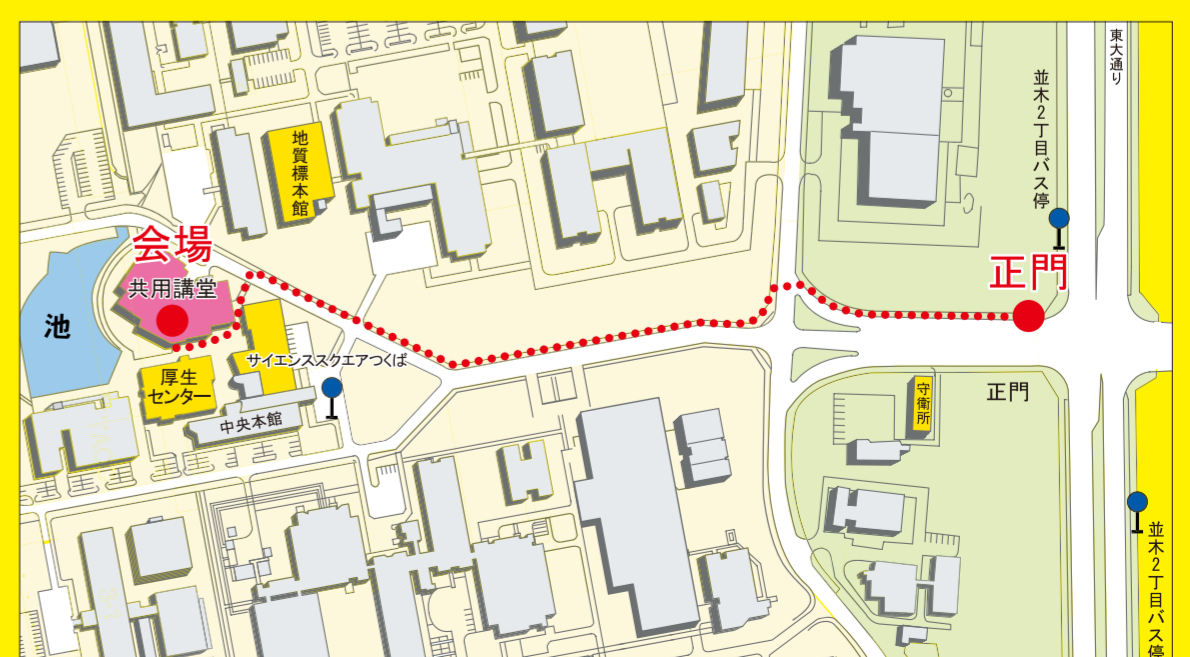 東大通り
並木2丁目バス停
地質標本館
会場
共用講堂
正門
池
サイエンススクエアつくば
厚生
センター
中央本館
守衛所
正門
並木2丁目バス停